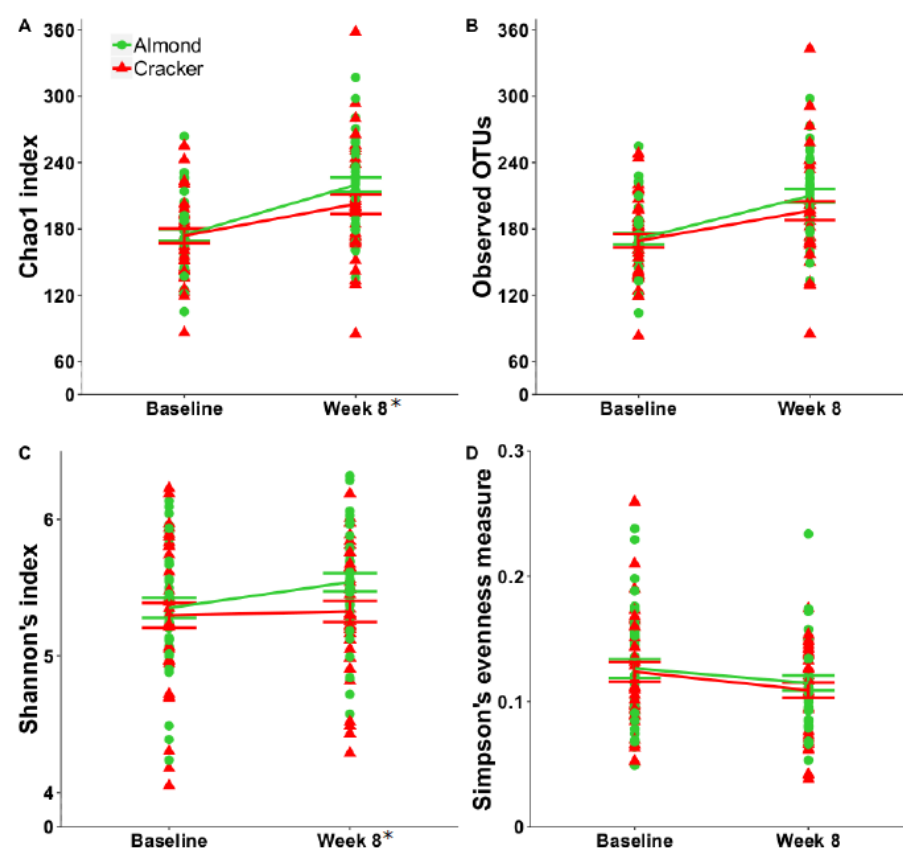 A
360
300
240
180
120
60
0
Chao1 index
Almond
Cracker
Baseline
Week 8*
B
360
300
240
180
120
60
0
Observed OTUs
Baseline
Week 8
C
6
5
4
0
Shannon's index
Baseline
Week 8*
D
0.3
0.2
0.1
0
Simpson's evenness measure
Baseline
Week 8